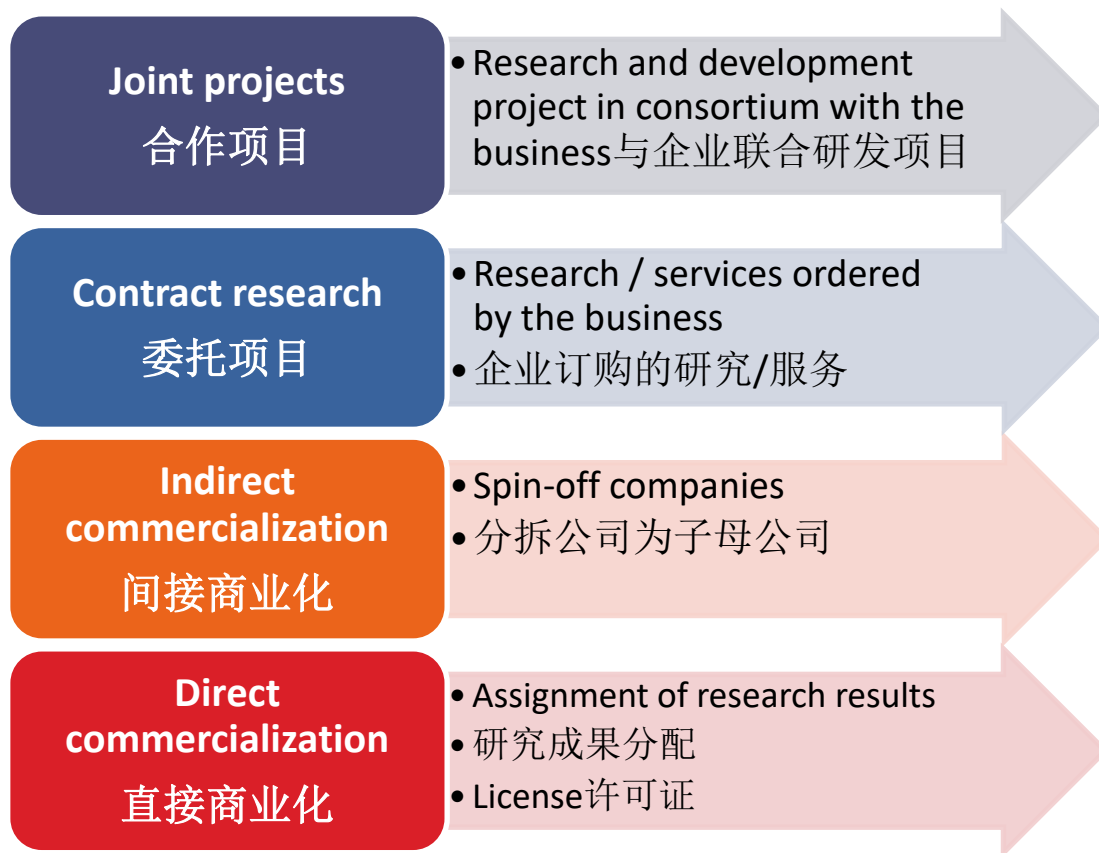 Joint projects
合作项目
• Research and development
project in consortium with the
business与企业联合研发项目
Contract research
委托项目
• Research / services ordered
by the business
• 企业订购的研究/服务
Indirect
commercialization
间接商业化
• Spin-off companies
• 分拆公司为子母公司
Direct
commercialization
直接商业化
• Assignment of research results
• 研究成果分配
• License许可证